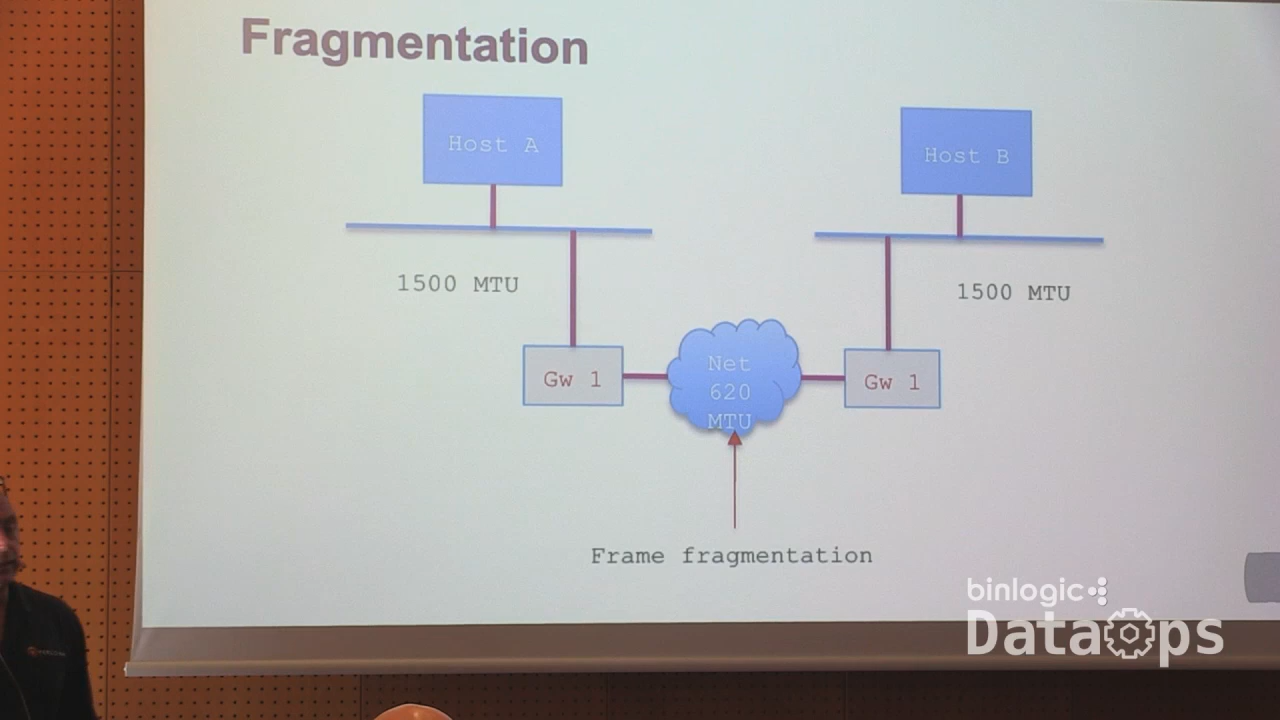 Fragmentation
Host A
Host B
1500 MTU
1500 MTU
Gw 1
Net
620
MTU
Gw 1
Frame fragmentation
binlogic
DataOps